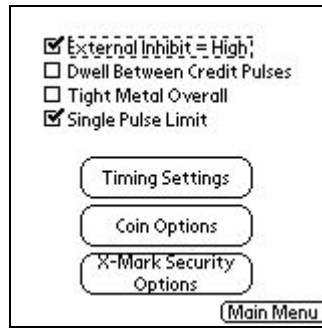 External Inhibit = High
Dwell Between Credit Pulses
Tight Metal Overall
Single Pulse Limit
Timing Settings
Coin Options
X-Mark Security
Options
Main Menu